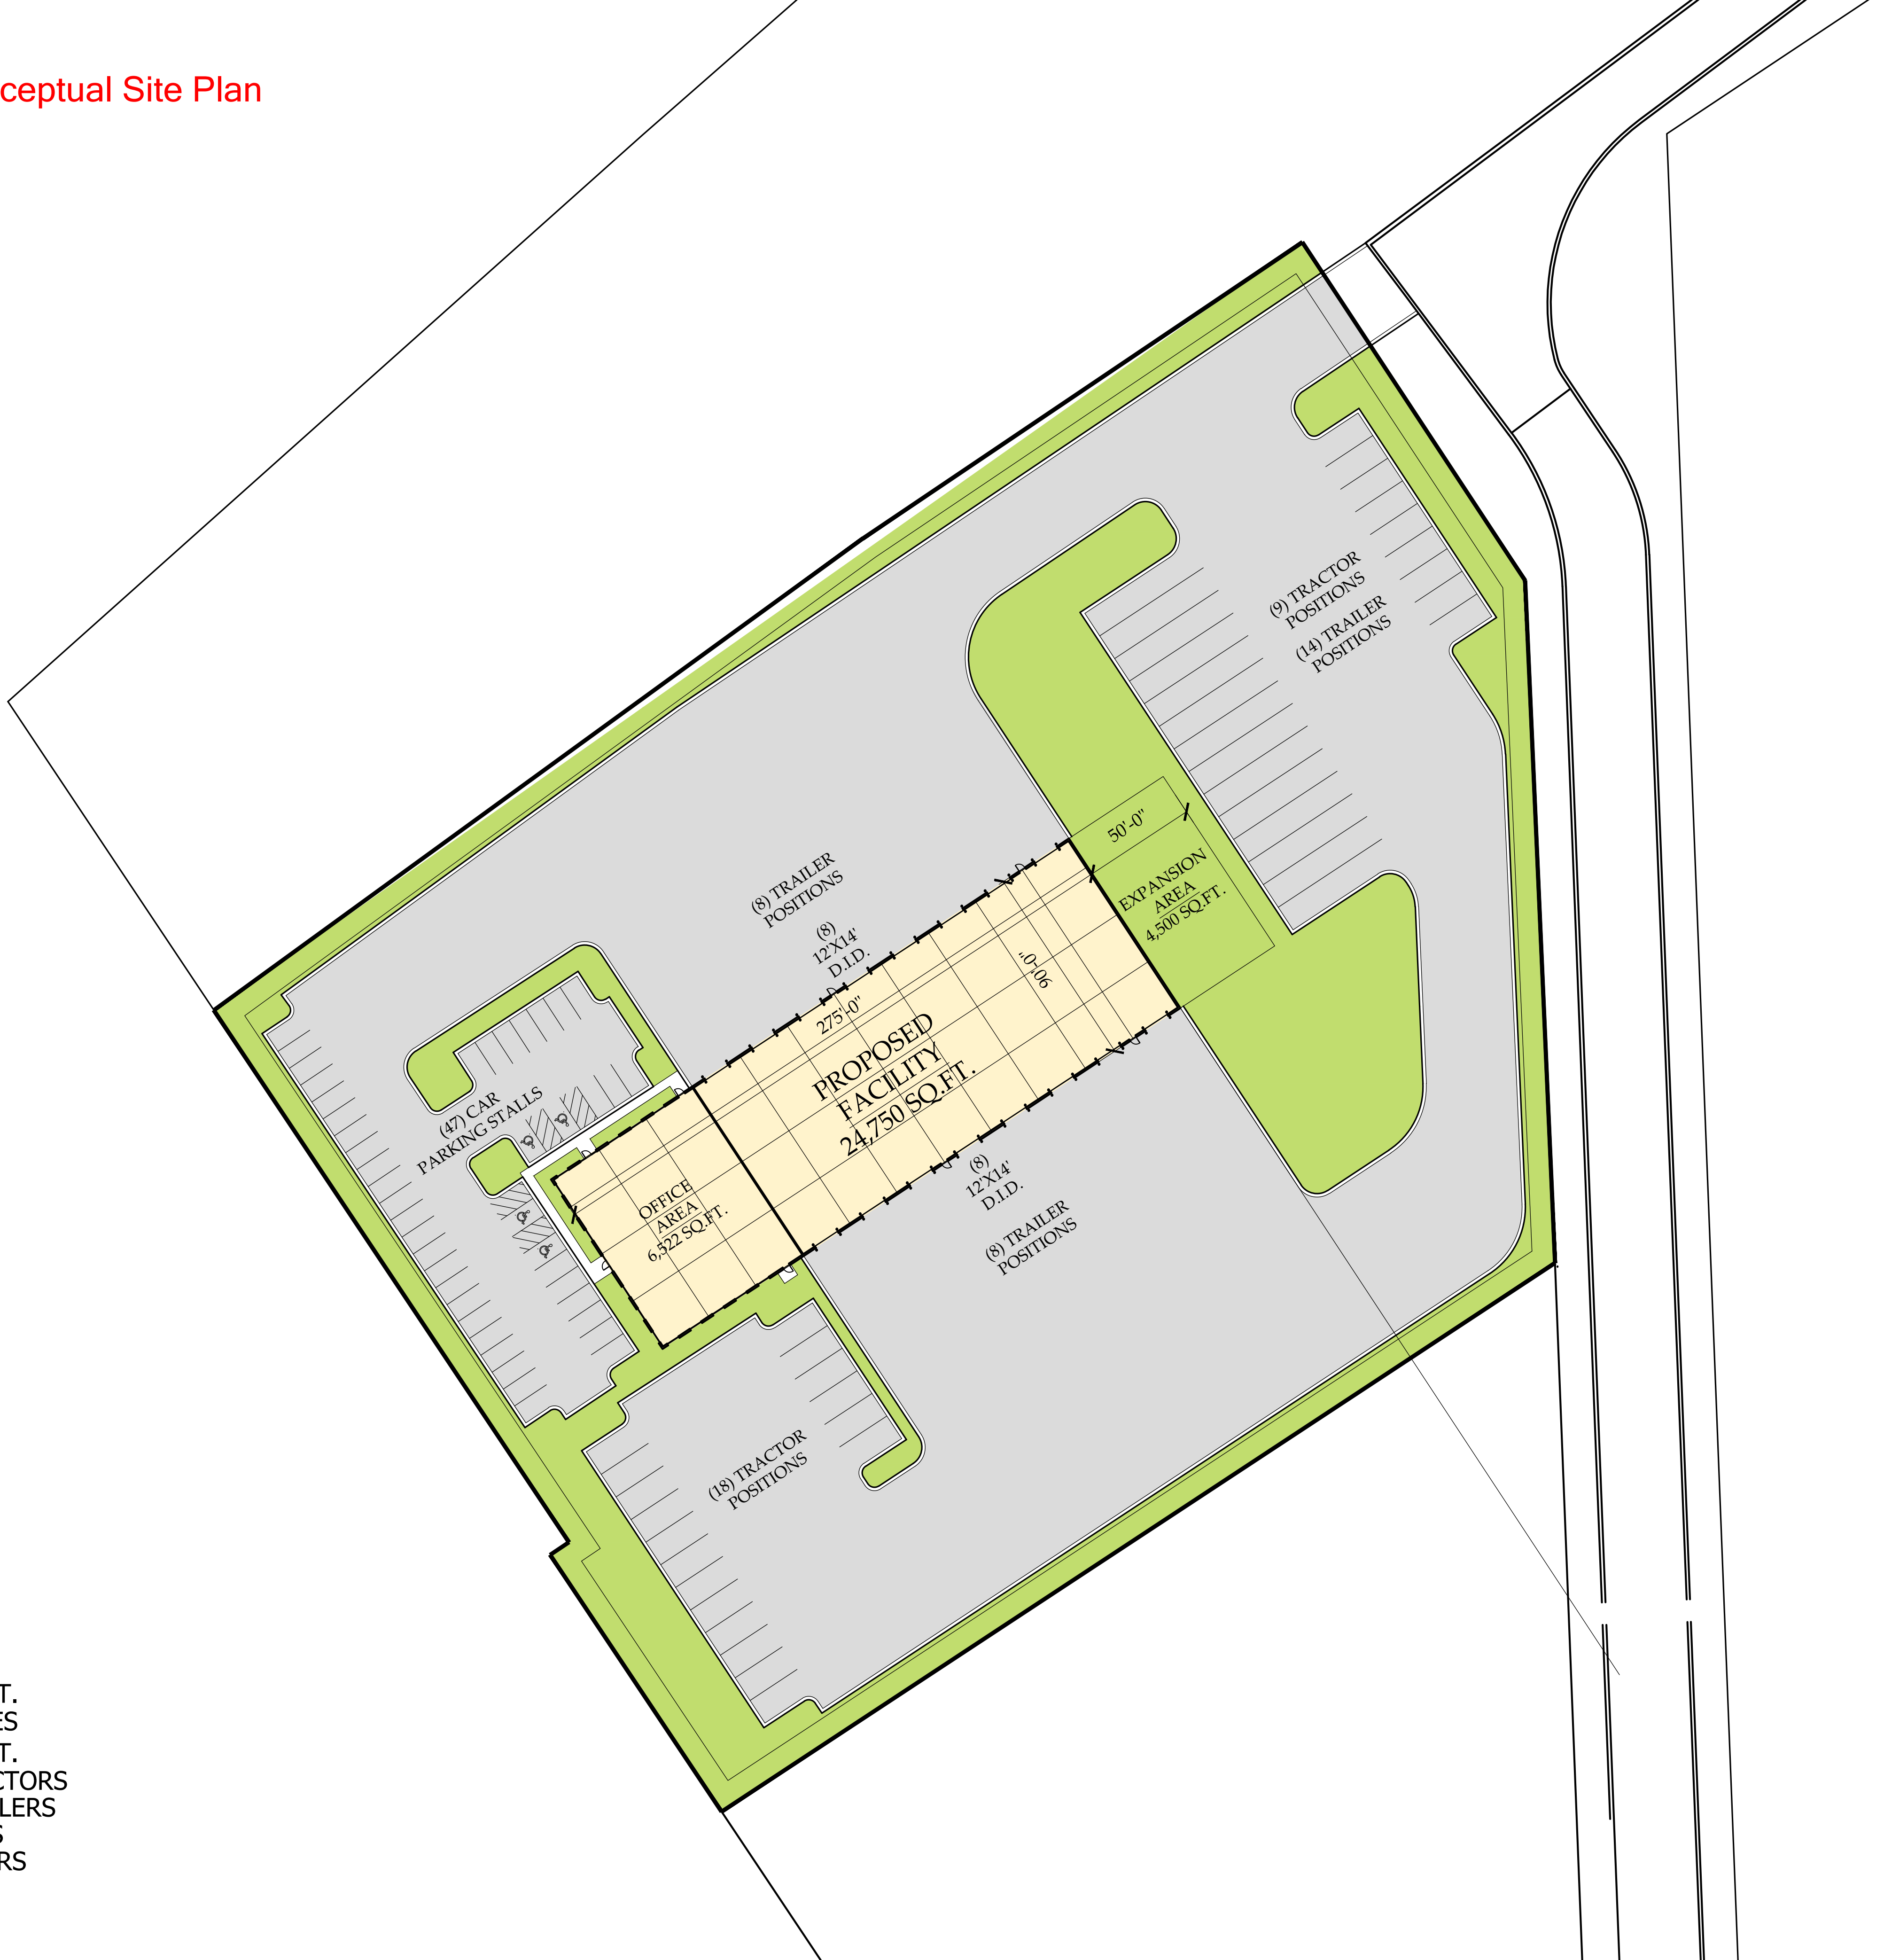 ceptual Site Plan
(9) TRACTOR
POSITIONS
(14) TRAILER
POSITIONS
50'-0"
EXPANSION
AREA
4,500 SQ.FT.
(8) TRAILER
POSITIONS
(8)
12'X14'
D.I.D.
90'-0"
275'-0"
PROPOSED
FACILITY
24,750 SQ.FT.
(47) CAR
PARKING STALLS
OFFICE
AREA
6,522 SQ.FT.
(8)
12'X14'
D.I.D.
(8) TRAILER
POSITIONS
(18) TRACTOR
POSITIONS
T.
ES
T.
CTORS
LERS
S
RS